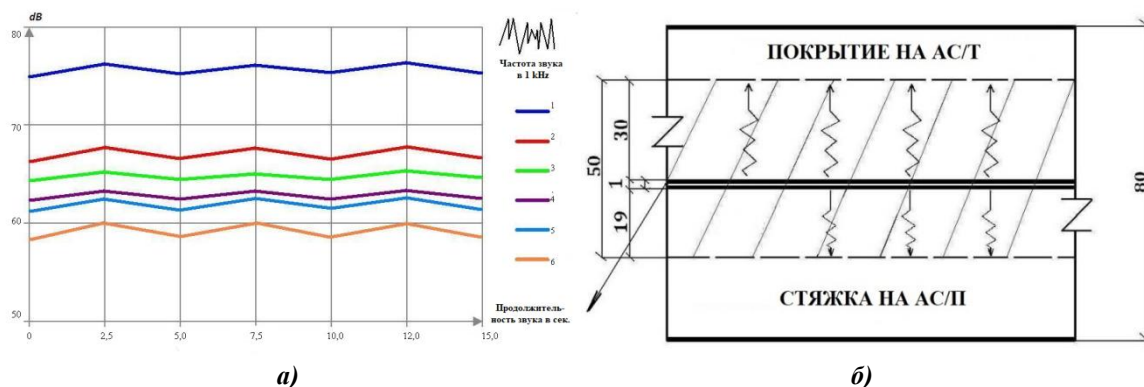 dB
80
70
60
50
0
2,5
5,0
7,5
10,0
12,0
15,0
Частота звука
в 1 kHz
1
2
3
4
5
6
Продолжитель-
ность звука в сек.
а)
ПОКРЫТИЕ НА АС/Т
50
30
1
19
80
СТЯЖКА НА АС/П
б)